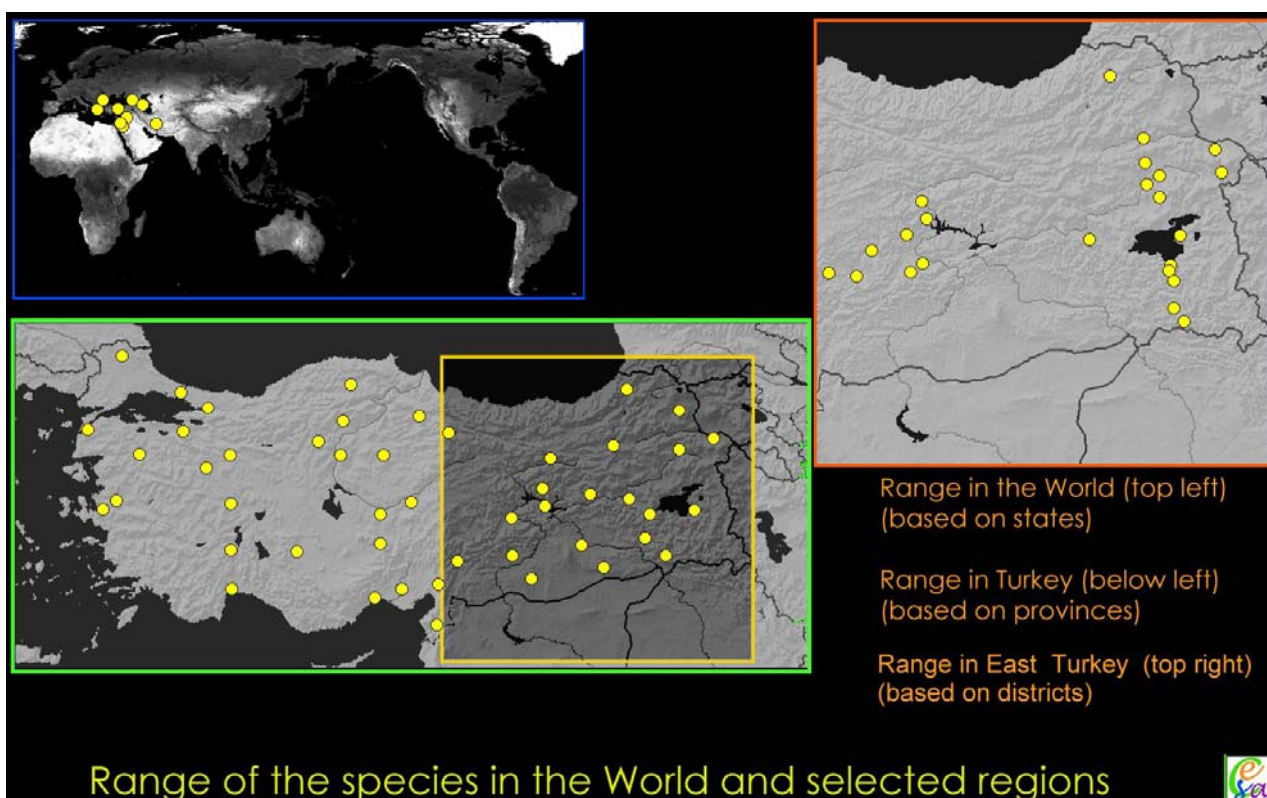 Range in the World (top left)
(based on states)
Range in Turkey (below left)
(based on provinces)
Range in East Turkey (top right)
(based on districts)
Range of the species in the World and selected regions